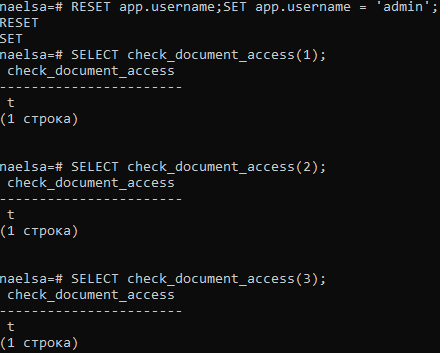 naelsa=# RESET app.username;SET app.username = 'admin';
RESET
SET
naelsa=# SELECT check_document_access(1);
 check_document_access
-----------------------
 t
(1 строка)
naelsa=# SELECT check_document_access(2);
 check_document_access
-----------------------
 t
(1 строка)
naelsa=# SELECT check_document_access(3);
 check_document_access
-----------------------
 t
(1 строка)